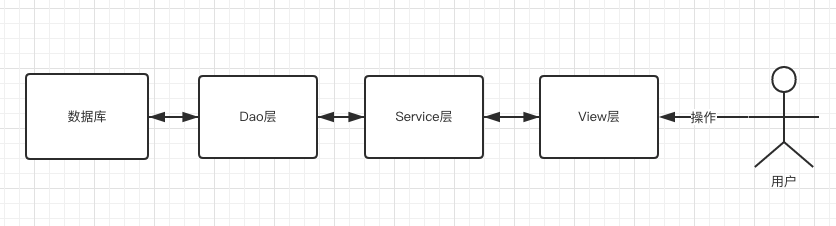 数据库
Dao层
Service层
View层
操作
用户